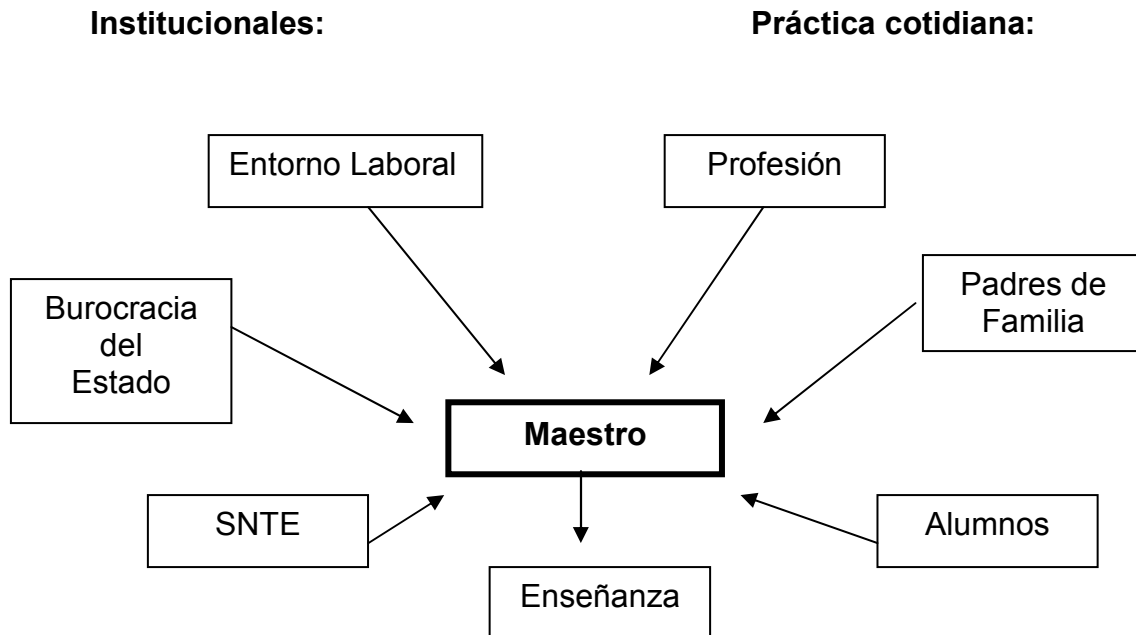 Institucionales:
Práctica cotidiana:
Entorno Laboral
Profesión
Burocracia
del
Estado
Padres de
Familia
Maestro
SNTE
Alumnos
Enseñanza